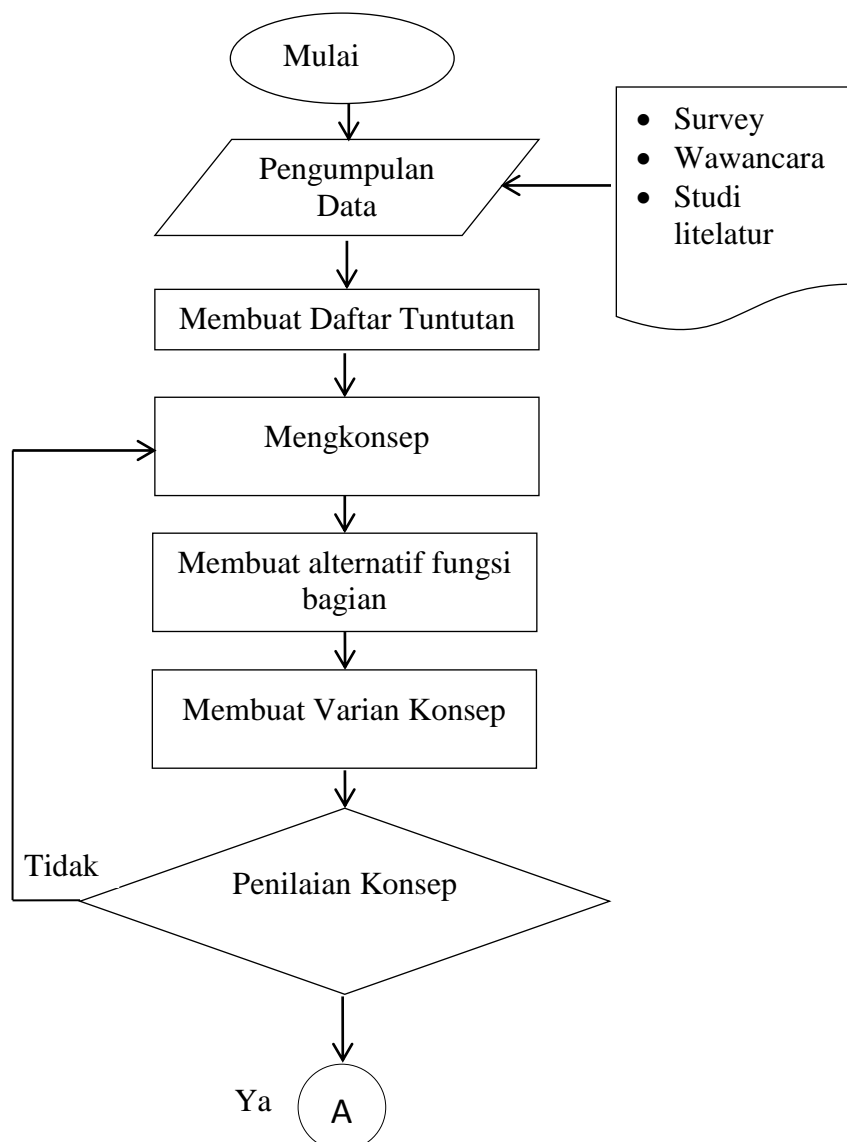 Mulai
Pengumpulan
Data
• Survey
• Wawancara
• Studi
litelatur
Membuat Daftar Tuntutan
Mengkonsep
Membuat alternatif fungsi
bagian
Membuat Varian Konsep
Tidak
Penilaian Konsep
Ya
A